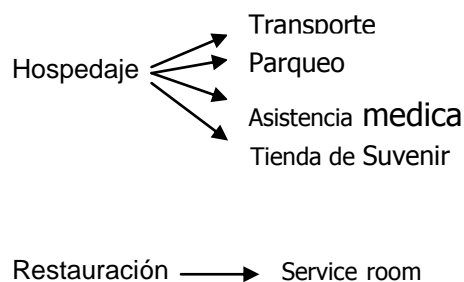 Transporte
Hospedaje
Parqueo
Asistencia medica
Tienda de Suvenir
Restauración
Service room